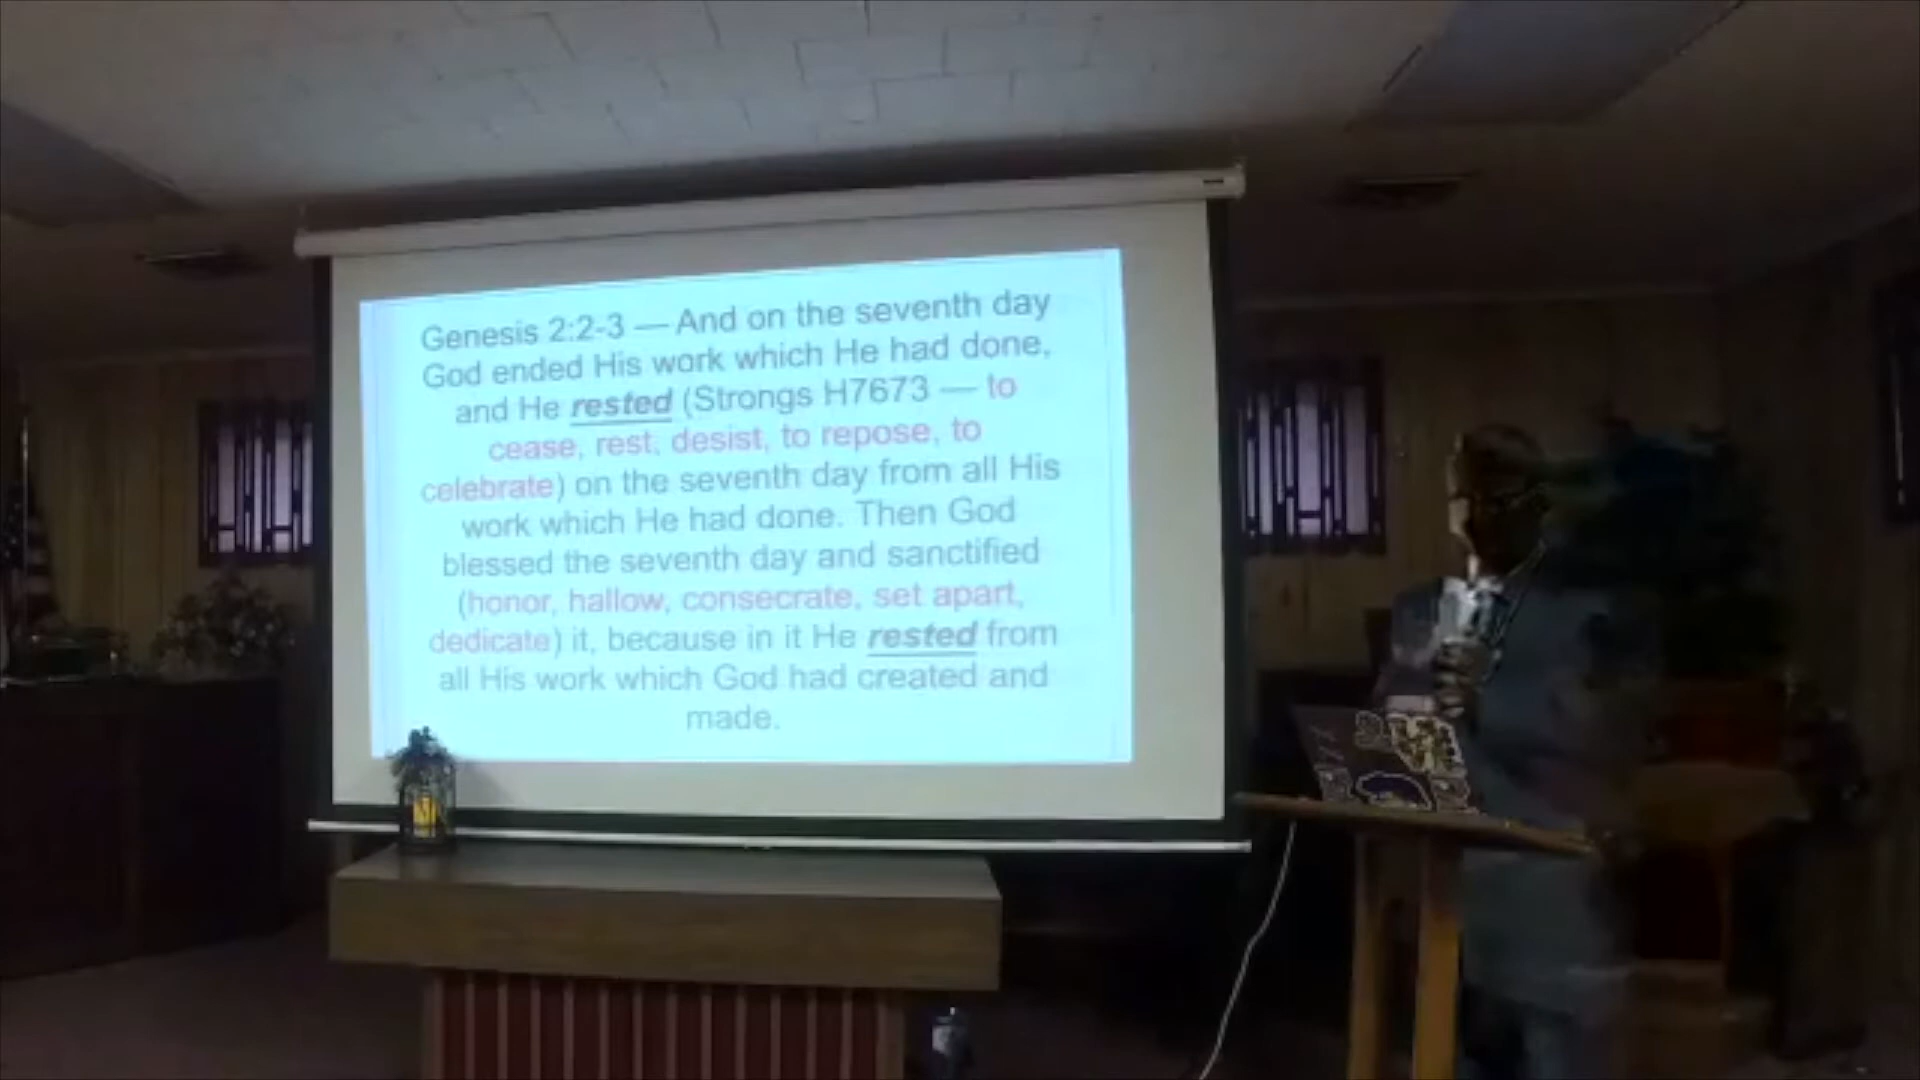 Genesis 2:2-3 — And on the seventh day
God ended His work which He had done,
and He rested (Strongs H7673 — to
cease, rest, desist, to repose, to
celebrate) on the seventh day from all His
work which He had done. Then God
blessed the seventh day and sanctified
(honor, hallow, consecrate, set apart,
dedicate) it, because in it He rested from
all His work which God had created and
made.